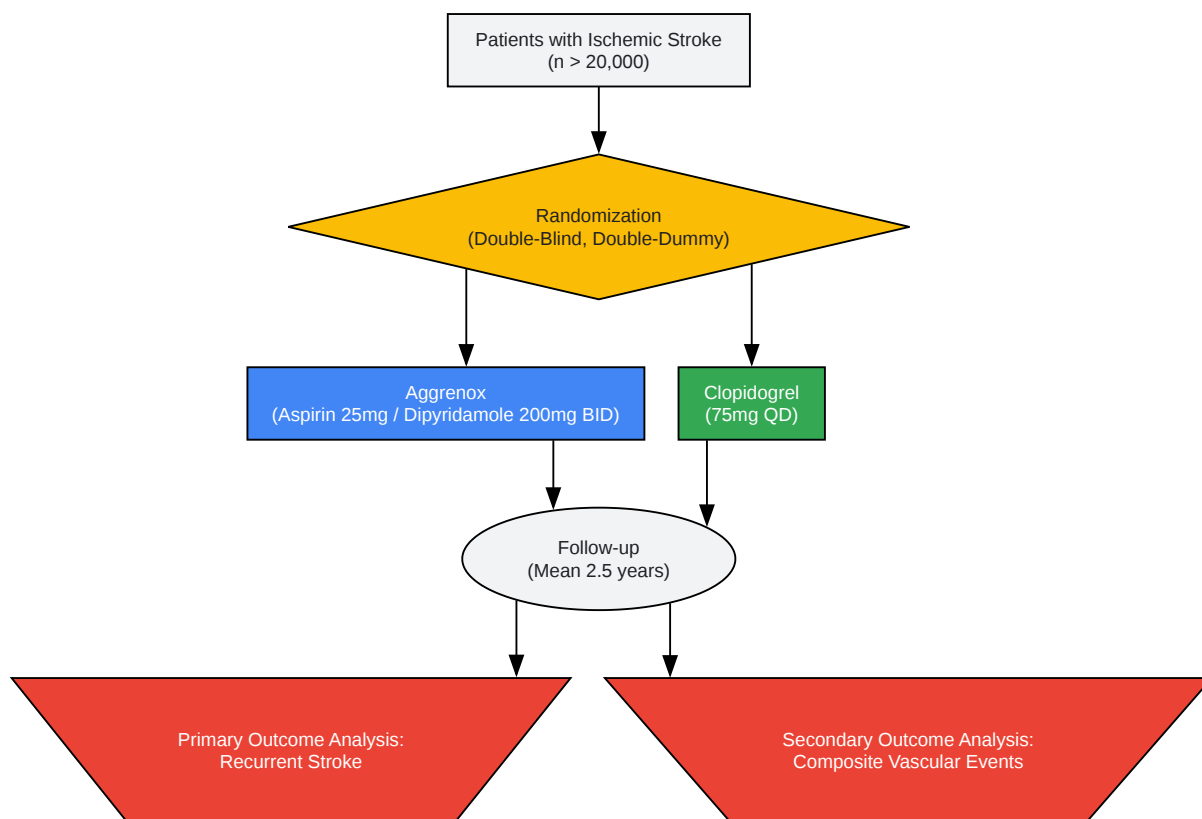 Patients with Ischemic Stroke
(n > 20,000)
Randomization
(Double-Blind, Double-Dummy)
Aggrenox
(Aspirin 25mg / Dipyridamole 200mg BID)
Clopidogrel
(75mg QD)
Follow-up
(Mean 2.5 years)
Primary Outcome Analysis:
Recurrent Stroke
Secondary Outcome Analysis:
Composite Vascular Events